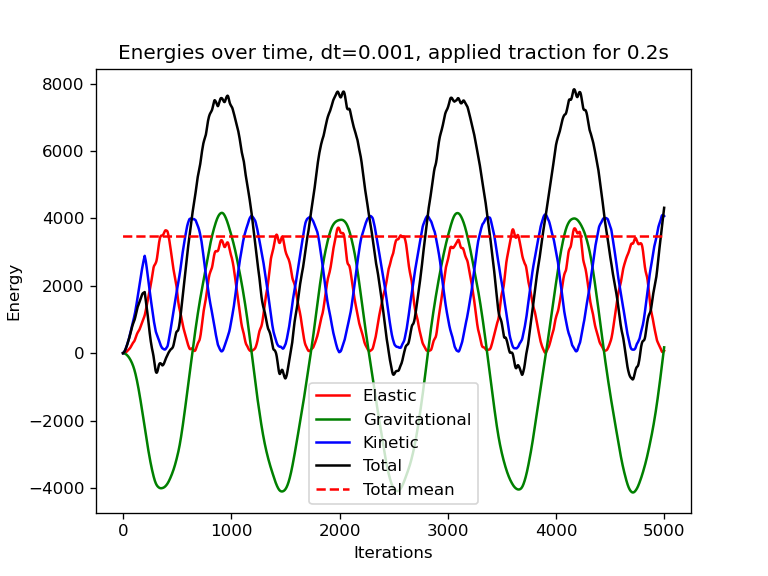 Energies over time, dt=0.001, applied traction for 0.2s
8000
6000
4000
2000
0
−2000
−4000
Energy
Elastic
Gravitational
Kinetic
Total
Total mean
0 1000 2000 3000 4000 5000
Iterations